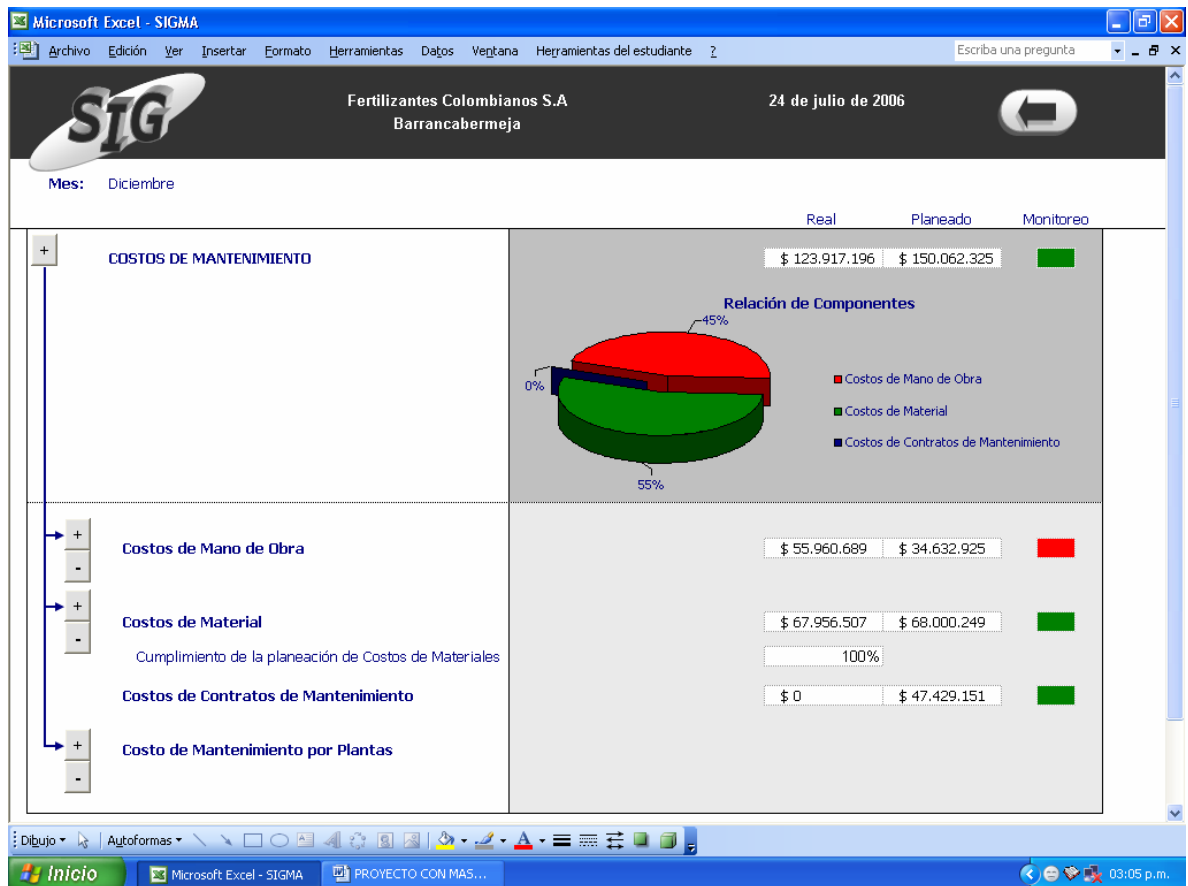 Microsoft Excel - SIGMA
Archivo Edición Ver Insertar Formato Herramientas Datos Ventana Herramientas del estudiante ? Escriba una pregunta
SIG Fertilizantes Colombianos S.A 24 de julio de 2006
Barrancabermeja
Mes: Diciembre
Real Planeado Monitoreo
+ COSTOS DE MANTENIMIENTO $ 123.917.196 $ 150.062.325
Relación de Componentes
45%
Costos de Mano de Obra
0%
Costos de Material
Costos de Contratos de Mantenimiento
55%
+
Costos de Mano de Obra $ 55.960.689 $ 34.632.925
-
+
Costos de Material $ 67.956.507 $ 68.000.249
-
Cumplimiento de la planeación de Costos de Materiales 100%
Costos de Contratos de Mantenimiento $ 0 $ 47.429.151
+
Costo de Mantenimiento por Plantas
-
Dibujo Autoformas A
Inicio Microsoft Excel - SIGMA PROYECTO CON MAS... 03:05 p.m.